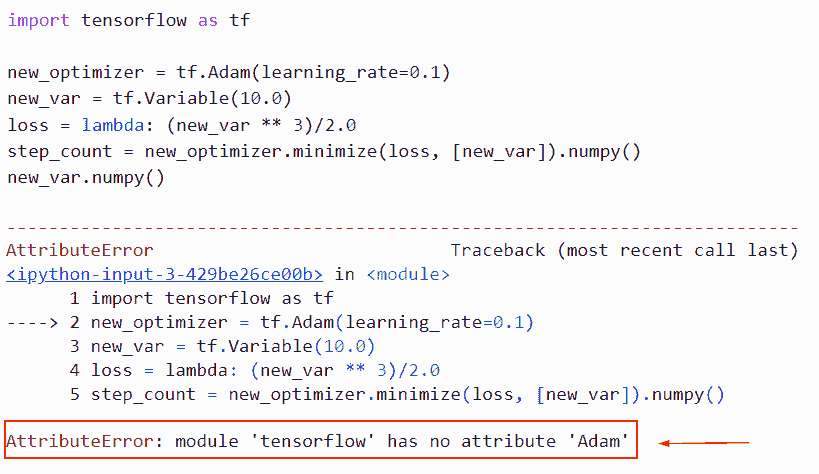 import tensorflow as tf
new_optimizer = tf.Adam(learning_rate=0.1)
new_var = tf.Variable(10.0)
loss = lambda: (new_var ** 3)/2.0
step_count = new_optimizer.minimize(loss, [new_var]).numpy()
new_var.numpy()
---------------------------------------------------------------------------
AttributeError                            Traceback (most recent call last)
<ipython-input-3-429be26ce00b> in <module>
      1 import tensorflow as tf
----> 2 new_optimizer = tf.Adam(learning_rate=0.1)
      3 new_var = tf.Variable(10.0)
      4 loss = lambda: (new_var ** 3)/2.0
      5 step_count = new_optimizer.minimize(loss, [new_var]).numpy()
AttributeError: module 'tensorflow' has no attribute 'Adam'